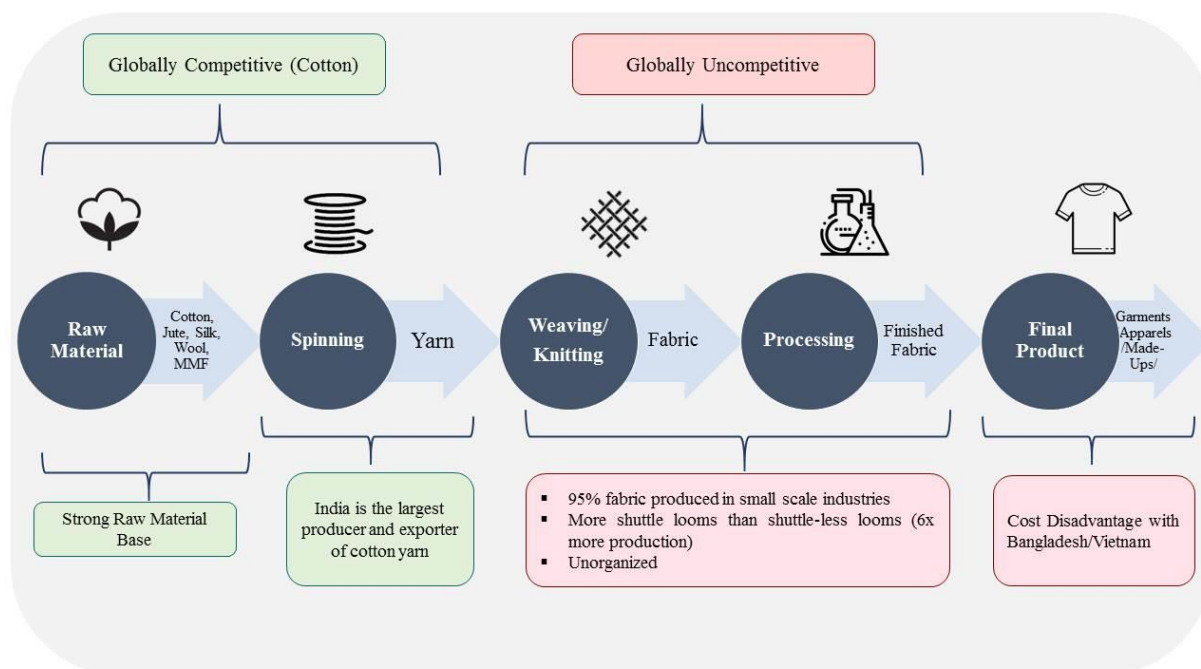 Globally Competitive (Cotton)
Globally Uncompetitive
Raw
Material
Cotton,
Jute, Silk,
Wool,
MMF
Spinning
Yarn
Weaving/
Knitting
Fabric
Processing
Finished
Fabric
Final
Product
Garments
Apparels
/Made-
Ups/
Strong Raw Material
Base
India is the largest
producer and exporter
of cotton yarn
▪ 95% fabric produced in small scale industries
▪ More shuttle looms than shuttle-less looms (6x
more production)
▪ Unorganized
Cost Disadvantage with
Bangladesh/Vietnam